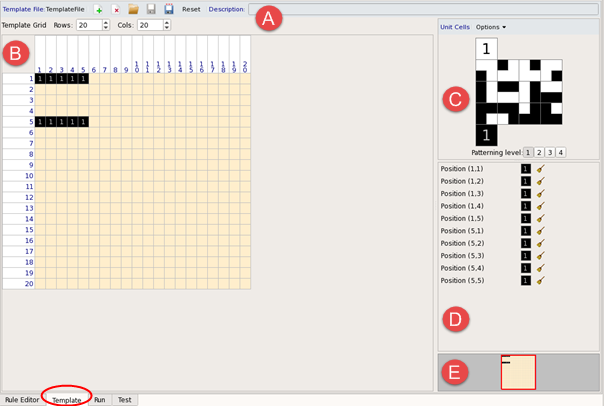 Template File:TemplateFile Reset Description: A
Template Grid Rows: 20 Cols: 20
B
1 2 3 4 5 6 7 8 9 10 11 12 13 14 15 16 17 18 19 20
1 1 1 1 1 1
2
3
4
5 1 1 1 1 1
6
7
8
9
10
11
12
13
14
15
16
17
18
19
20
Unit Cells Options
1
C
1
Patterning level: 1 2 3 4
Position (1,1) 1
Position (1,2) 1
Position (1,3) 1
Position (1,4) 1
Position (1,5) 1
Position (5,1) 1
Position (5,2) 1
Position (5,3) 1
Position (5,4) 1
Position (5,5) 1
D
E
Rule Editor Template Run Test